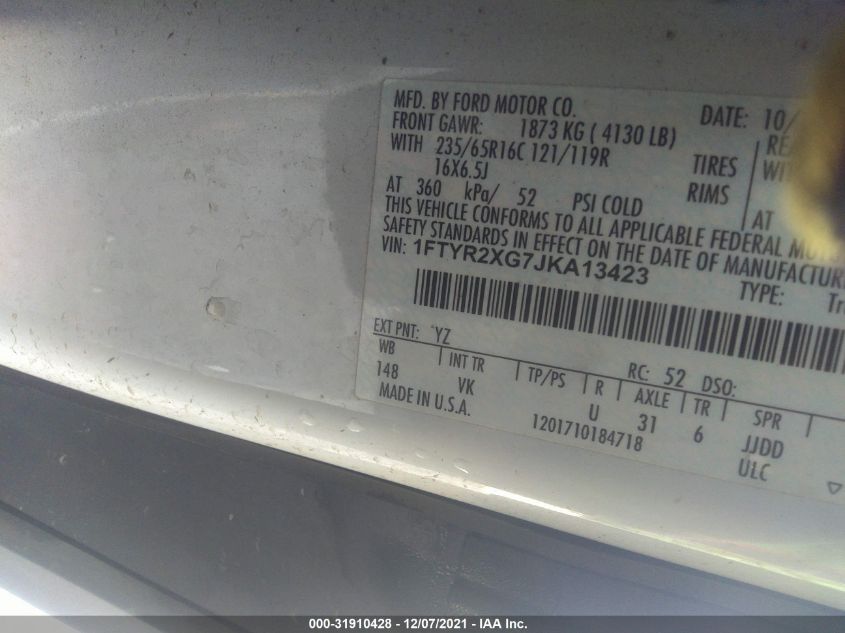 MFD. BY FORD MOTOR CO. DATE: 10/
FRONT GAWR: 1873 KG ( 4130 LB)
WITH 235/65R16C 121/119R TIRES
16X6.5J RIMS
AT 360 kPa/ 52 PSI COLD AT
THIS VEHICLE CONFORMS TO ALL APPLICABLE FEDERAL
SAFETY STANDARDS IN EFFECT ON THE DATE OF MANUFACTURE
VIN: 1FTYR2XG7JKA13423
TYPE:
EXT PNT: YZ RC: 52 DSO:
WB INT TR TP/PS R AXLE TR SPR
148 VK U 31 6 JJDD
MADE IN U.S.A. 1201710184718 ULC
000-31910428 - 12/07/2021 - IAA Inc.